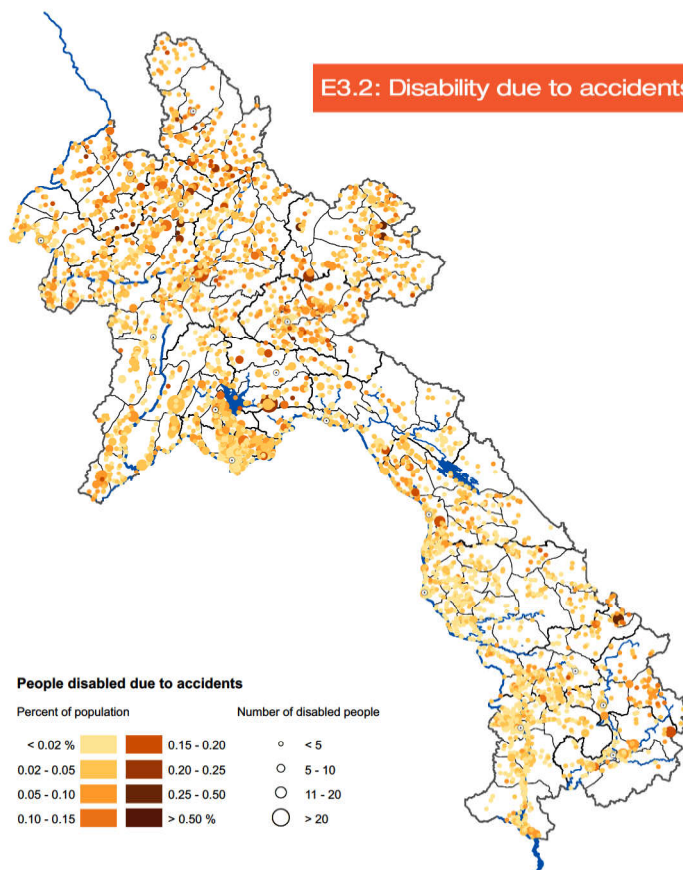 E3.2: Disability due to accidents
People disabled due to accidents
Percent of population
Number of disabled people
< 0.02 %
0.15 - 0.20
< 5
0.02 - 0.05
0.20 - 0.25
5 - 10
0.05 - 0.10
0.25 - 0.50
11 - 20
0.10 - 0.15
> 0.50 %
> 20